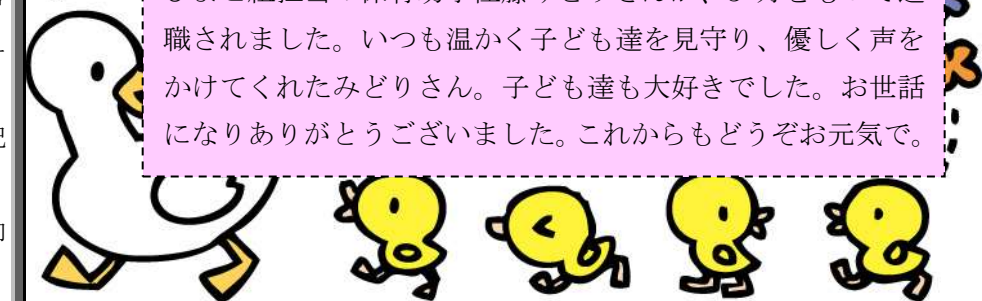 職されました。いつも温かく子ども達を見守り、優しく声を
かけてくれたみどりさん。子ども達も大好きでした。お世話
になりありがとうございました。これからもどうぞお元気で。